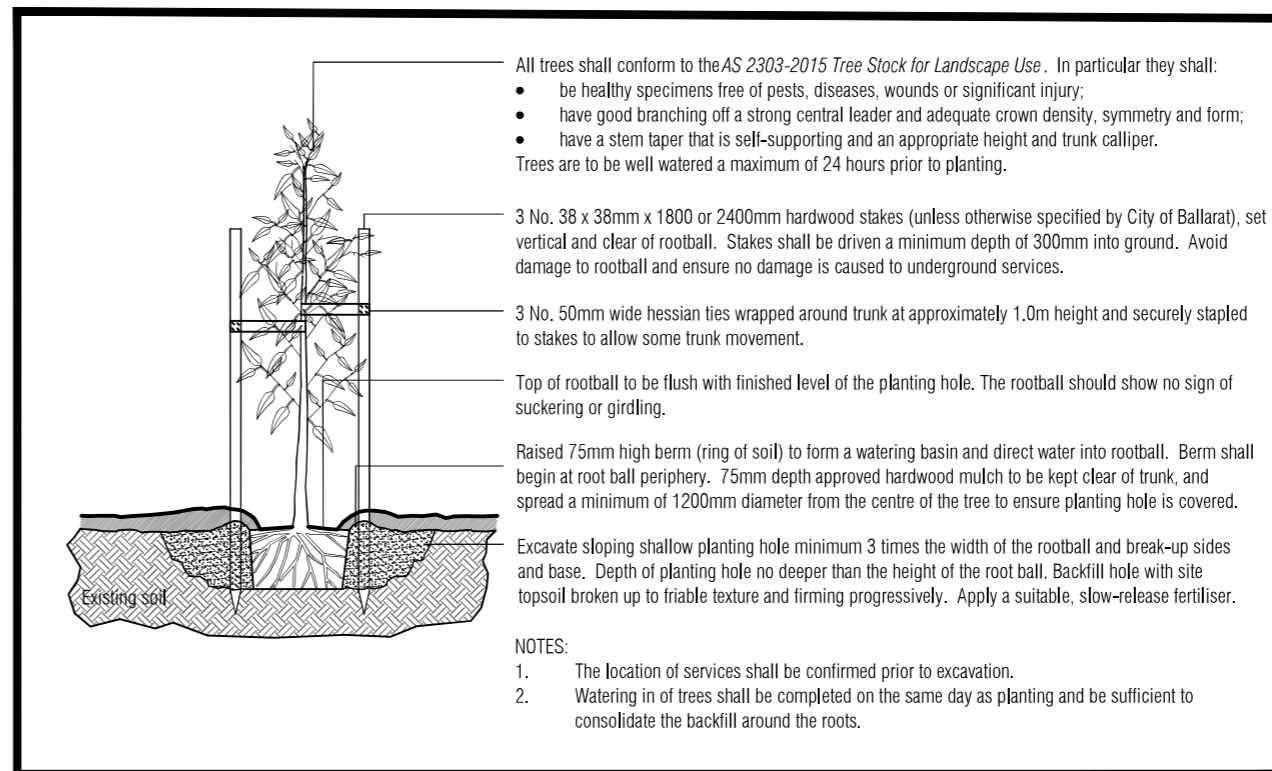 All trees shall conform to the AS 2303-2015 Tree Stock for Landscape Use. In particular they shall:
• be healthy specimens free of pests, diseases, wounds or significant injury;
• have good branching off a strong central leader and adequate crown density, symmetry and form;
• have a stem taper that is self-supporting and an appropriate height and trunk calliper.
Trees are to be well watered a maximum of 24 hours prior to planting.
3 No. 38 x 38mm x 1800 or 2400mm hardwood stakes (unless otherwise specified by City of Ballarat), set
vertical and clear of rootball. Stakes shall be driven a minimum depth of 300mm into ground. Avoid
damage to rootball and ensure no damage is caused to underground services.
3 No. 50mm wide hessian ties wrapped around trunk at approximately 1.0m height and securely stapled
to stakes to allow some trunk movement.
Top of rootball to be flush with finished level of the planting hole. The rootball should show no sign of
suckering or girdling.
Raised 75mm high berm (ring of soil) to form a watering basin and direct water into rootball. Berm shall
begin at root ball periphery. 75mm depth approved hardwood mulch to be kept clear of trunk, and
spread a minimum of 1200mm diameter from the centre of the tree to ensure planting hole is covered.
Excavate sloping shallow planting hole minimum 3 times the width of the rootball and break-up sides
and base. Depth of planting hole no deeper than the height of the root ball. Backfill hole with site
topsoil broken up to friable texture and firming progressively. Apply a suitable, slow-release fertiliser.
Existing soil
NOTES:
1. The location of services shall be confirmed prior to excavation.
2. Watering in of trees shall be completed on the same day as planting and be sufficient to
consolidate the backfill around the roots.